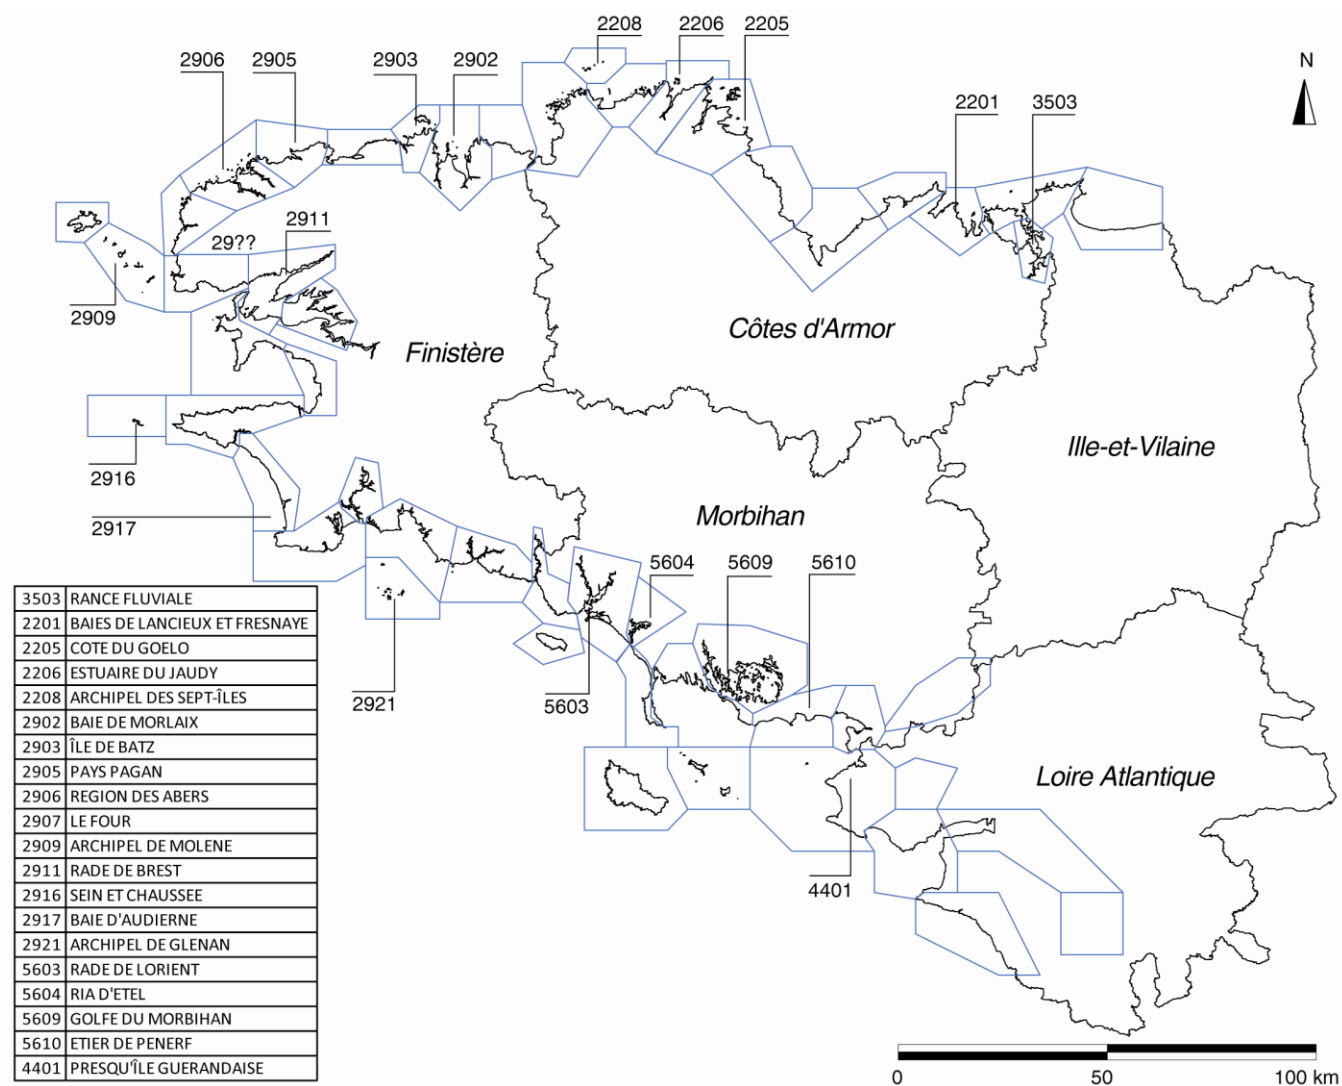 2208
2206
2205
2906
2905
2903
2902
N
2201
3503
2911
29??
2909
Côtes d'Armor
Finistère
Ille-et-Vilaine
2916
Morbihan
2917
5604
5609
5610
3503 RANCE FLUVIALE
2201 BAIES DE LANCIEUX ET FRESNAYE
2205 COTE DU GOELO
2206 ESTUAIRE DU JAUDY
2208 ARCHIPEL DES SEPT-ÎLES
2902 BAIE DE MORLAIX
2903 ÎLE DE BATZ
2905 PAYS PAGAN
2906 REGION DES ABERS
2907 LE FOUR
2909 ARCHIPEL DE MOLENE
2911 RADE DE BREST
2916 SEIN ET CHAUSSEE
2917 BAIE D'AUDIERNE
2921 ARCHIPEL DE GLENAN
5603 RADE DE LORIENT
5604 RIA D'ETEL
5609 GOLFE DU MORBIHAN
5610 ETIER DE PENERF
4401 PRESQU'ÎLE GUERANDAISE
2921
5603
Loire Atlantique
4401
0 50 100 km